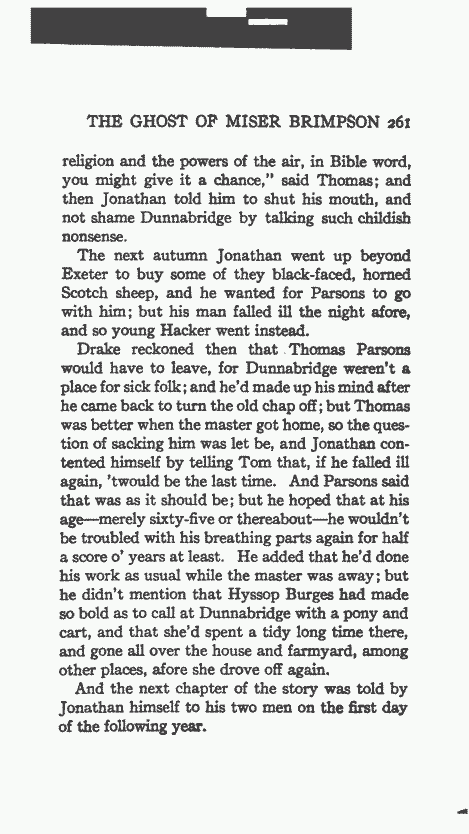 THE GHOST OF MISER BRIMPSON 261
religion and the powers of the air, in Bible word,
you might give it a chance," said Thomas; and
then Jonathan told him to shut his mouth, and
not shame Dunnabridge by talking such childish
nonsense.
The next autumn Jonathan went up beyond
Exeter to buy some of they black-faced, horned
Scotch sheep, and he wanted for Parsons to go
with him; but his man falled ill the night afore,
and so young Hacker went instead.
Drake reckoned then that Thomas Parsons
would have to leave, for Dunnabridge weren't a
place for sick folk; and he'd made up his mind after
he came back to turn the old chap off; but Thomas
was better when the master got home, so the ques-
tion of sacking him was let be, and Jonathan con-
tented himself by telling Tom that, if he falled ill
again, 'twould be the last time. And Parsons said
that was as it should be; but he hoped that at his
age—merely sixty-five or thereabout—he wouldn't
be troubled with his breathing parts again for half
a score o' years at least. He added that he'd done
his work as usual while the master was away; but
he didn't mention that Hyssop Burges had made
so bold as to call at Dunnabridge with a pony and
cart, and that she'd spent a tidy long time there,
and gone all over the house and farmyard, among
other places, afore she drove off again.
And the next chapter of the story was told by
Jonathan himself to his two men on the first day
of the following year.